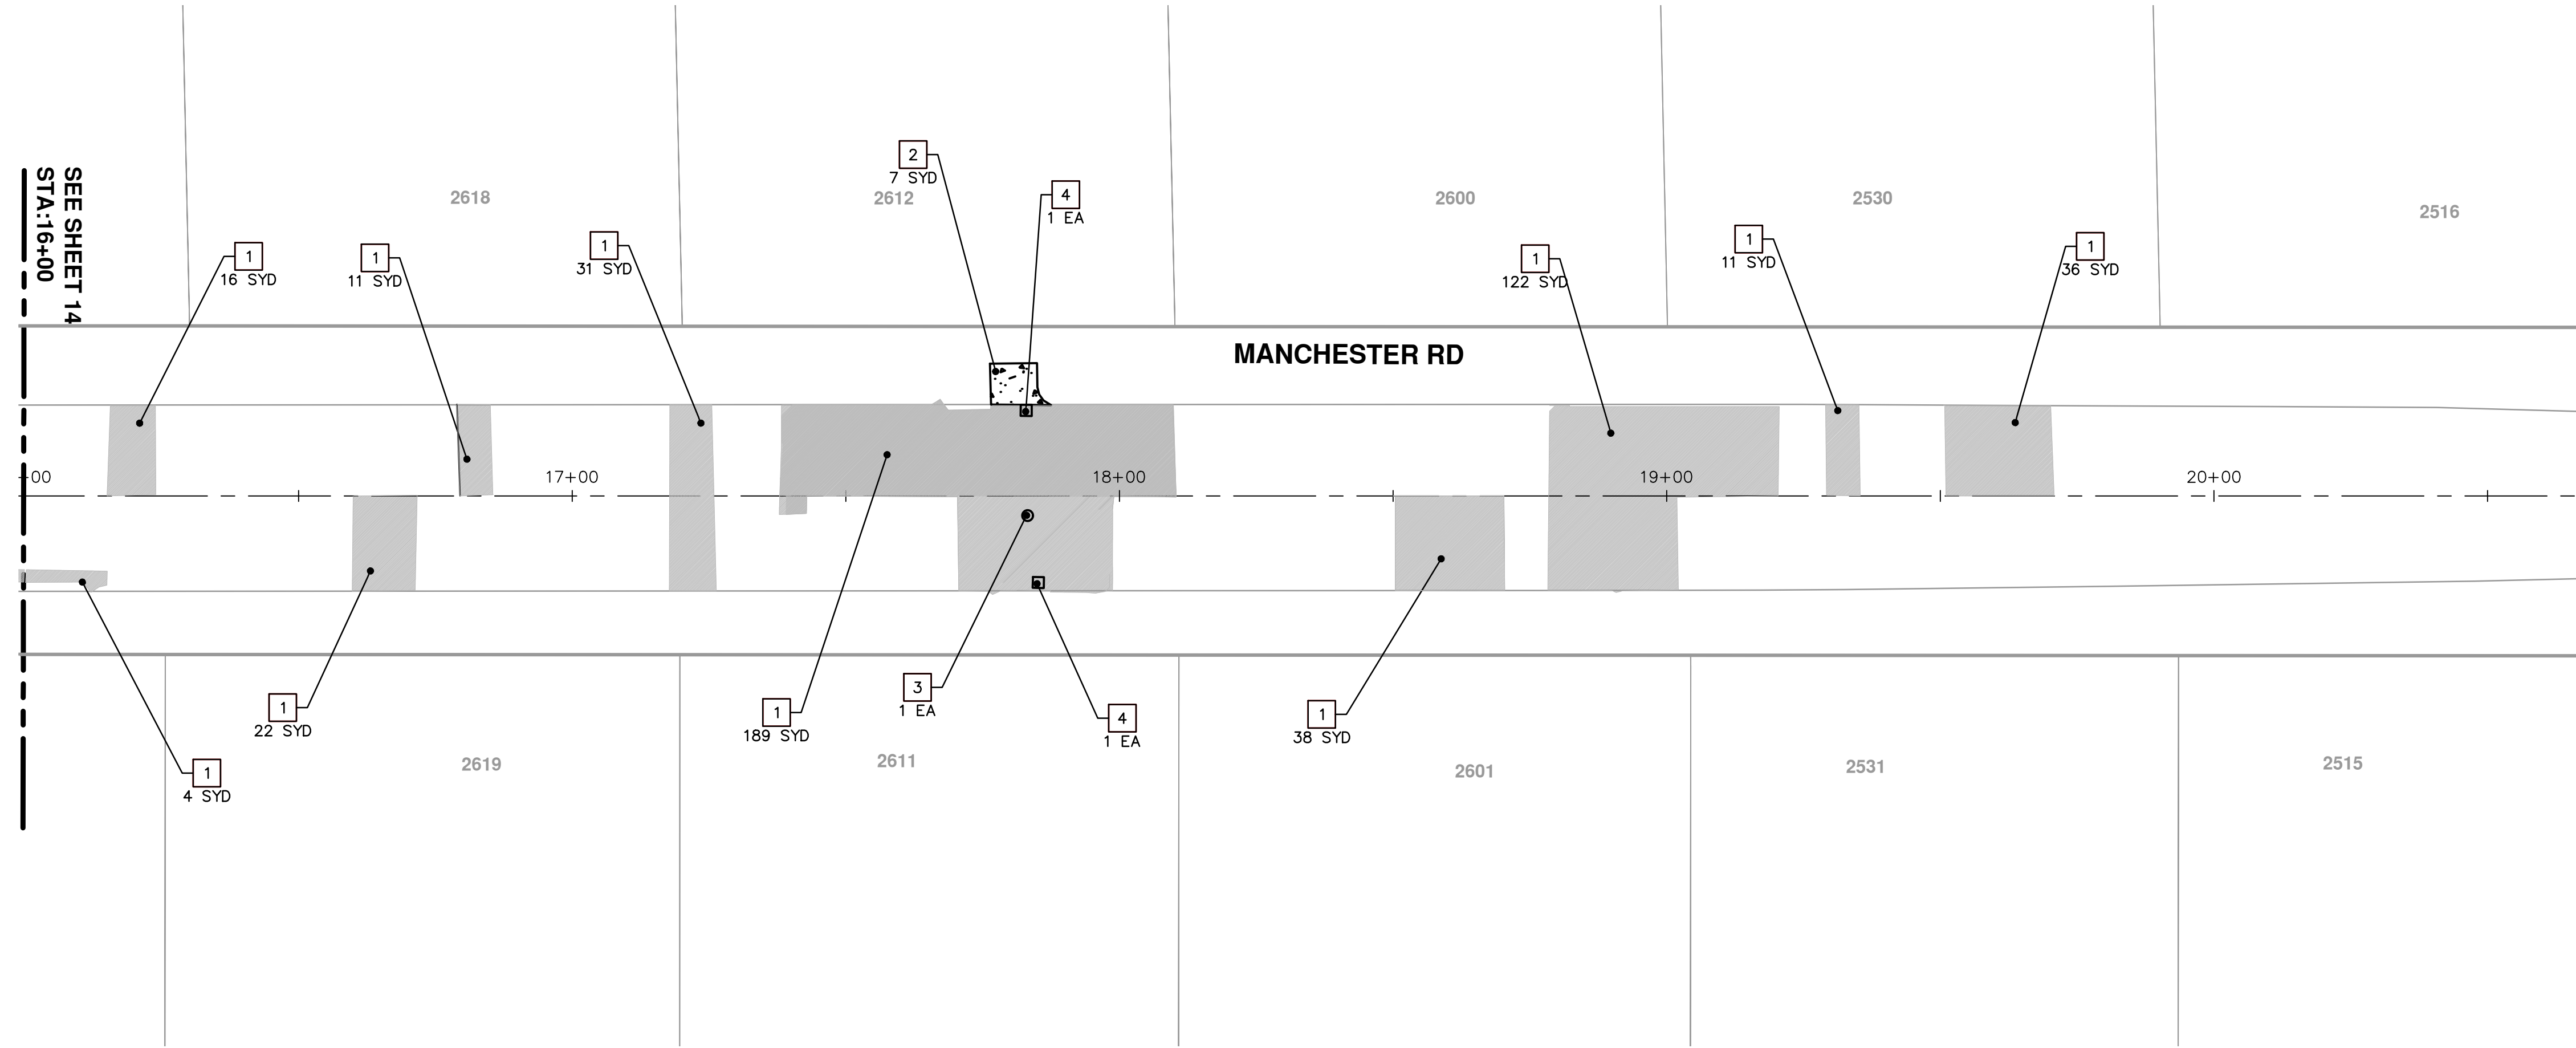 SEE SHEET 14
STA:16+00
2618
2612
2600
2530
2516
2
7 SYD
4
1 EA
1
16 SYD
1
11 SYD
1
31 SYD
1
122 SYD
1
11 SYD
1
36 SYD
MANCHESTER RD
+00
17+00
18+00
19+00
20+00
1
4 SYD
1
22 SYD
1
189 SYD
3
1 EA
4
1 EA
1
38 SYD
2619
2611
2601
2531
2515